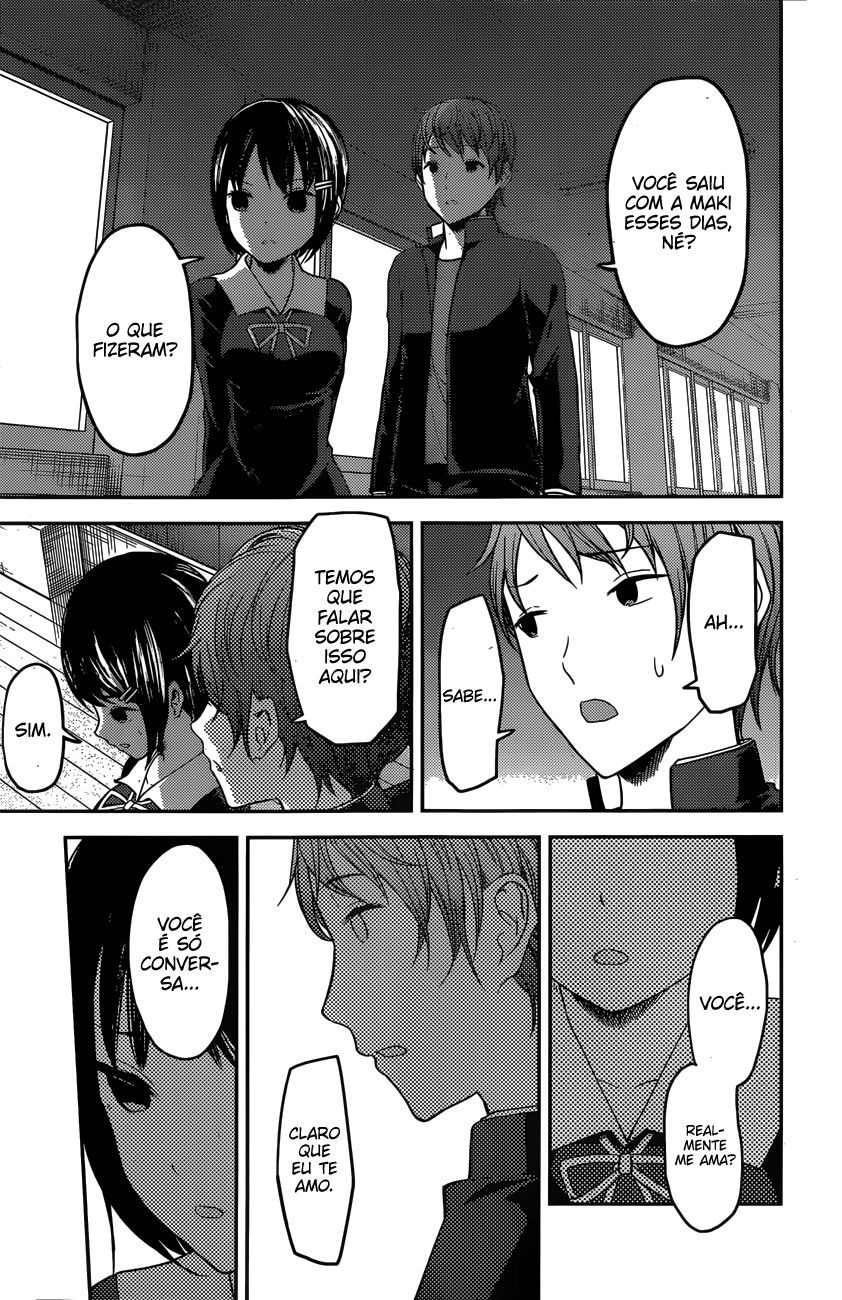 VOCÊ SAIU
COM A MAKI
ESSES DIAS,
NÉ?
O QUE
FIZERAM?
AH...
SABE...
TEMOS
QUE
FALAR
SOBRE
ISSO
AQUI?
SIM.
VOCÊ...
REAL-
MENTE
ME AMA?
CLARO
QUE
EU TE
AMO.
VOCÊ
É SÓ
CONVER-
SA...